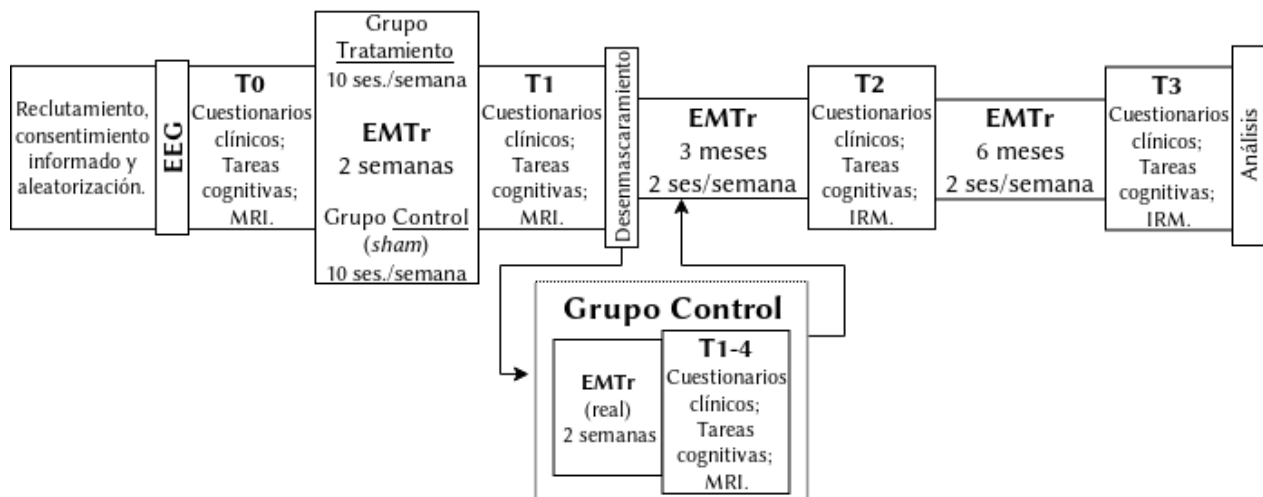 Reclutamiento,
consentimiento
informado y
aleatorización.
EEG
T0
Cuestionarios
clínicos;
Tareas
cognitivas;
MRI.
Grupo
Tratamiento
10 ses./semana
EMTr
2 semanas
Grupo Control
(sham)
10 ses./semana
T1
Cuestionarios
clínicos;
Tareas
cognitivas;
MRI.
Desenmascaramiento
EMTr
3 meses
2 ses/semana
T2
Cuestionarios
clínicos;
Tareas
cognitivas;
IRM.
EMTr
6 meses
2 ses/semana
T3
Cuestionarios
clínicos;
Tareas
cognitivas;
IRM.
Análisis
Grupo Control
EMTr
(real)
2 semanas
T1-4
Cuestionarios
clínicos;
Tareas
cognitivas;
MRI.